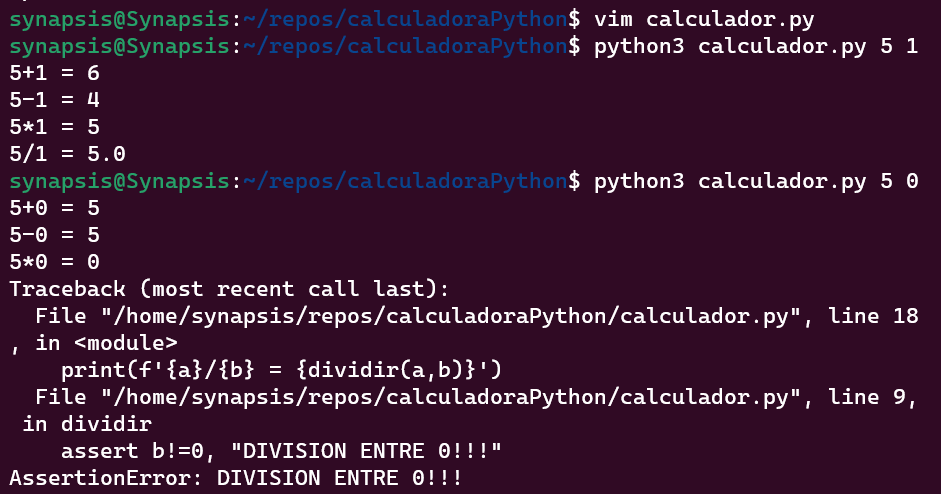 synapsis@Synapsis:~/repos/calculadoraPython$ vim calculador.py
synapsis@Synapsis:~/repos/calculadoraPython$ python3 calculador.py 5 1
5+1 = 6
5-1 = 4
5*1 = 5
5/1 = 5.0
synapsis@Synapsis:~/repos/calculadoraPython$ python3 calculador.py 5 0
5+0 = 5
5-0 = 5
5*0 = 0
Traceback (most recent call last):
  File "/home/synapsis/repos/calculadoraPython/calculador.py", line 18
, in <module>
    print(f'{a}/{b} = {dividir(a,b)}')
  File "/home/synapsis/repos/calculadoraPython/calculador.py", line 9,
 in dividir
    assert b!=0, "DIVISION ENTRE 0!!!"
AssertionError: DIVISION ENTRE 0!!!